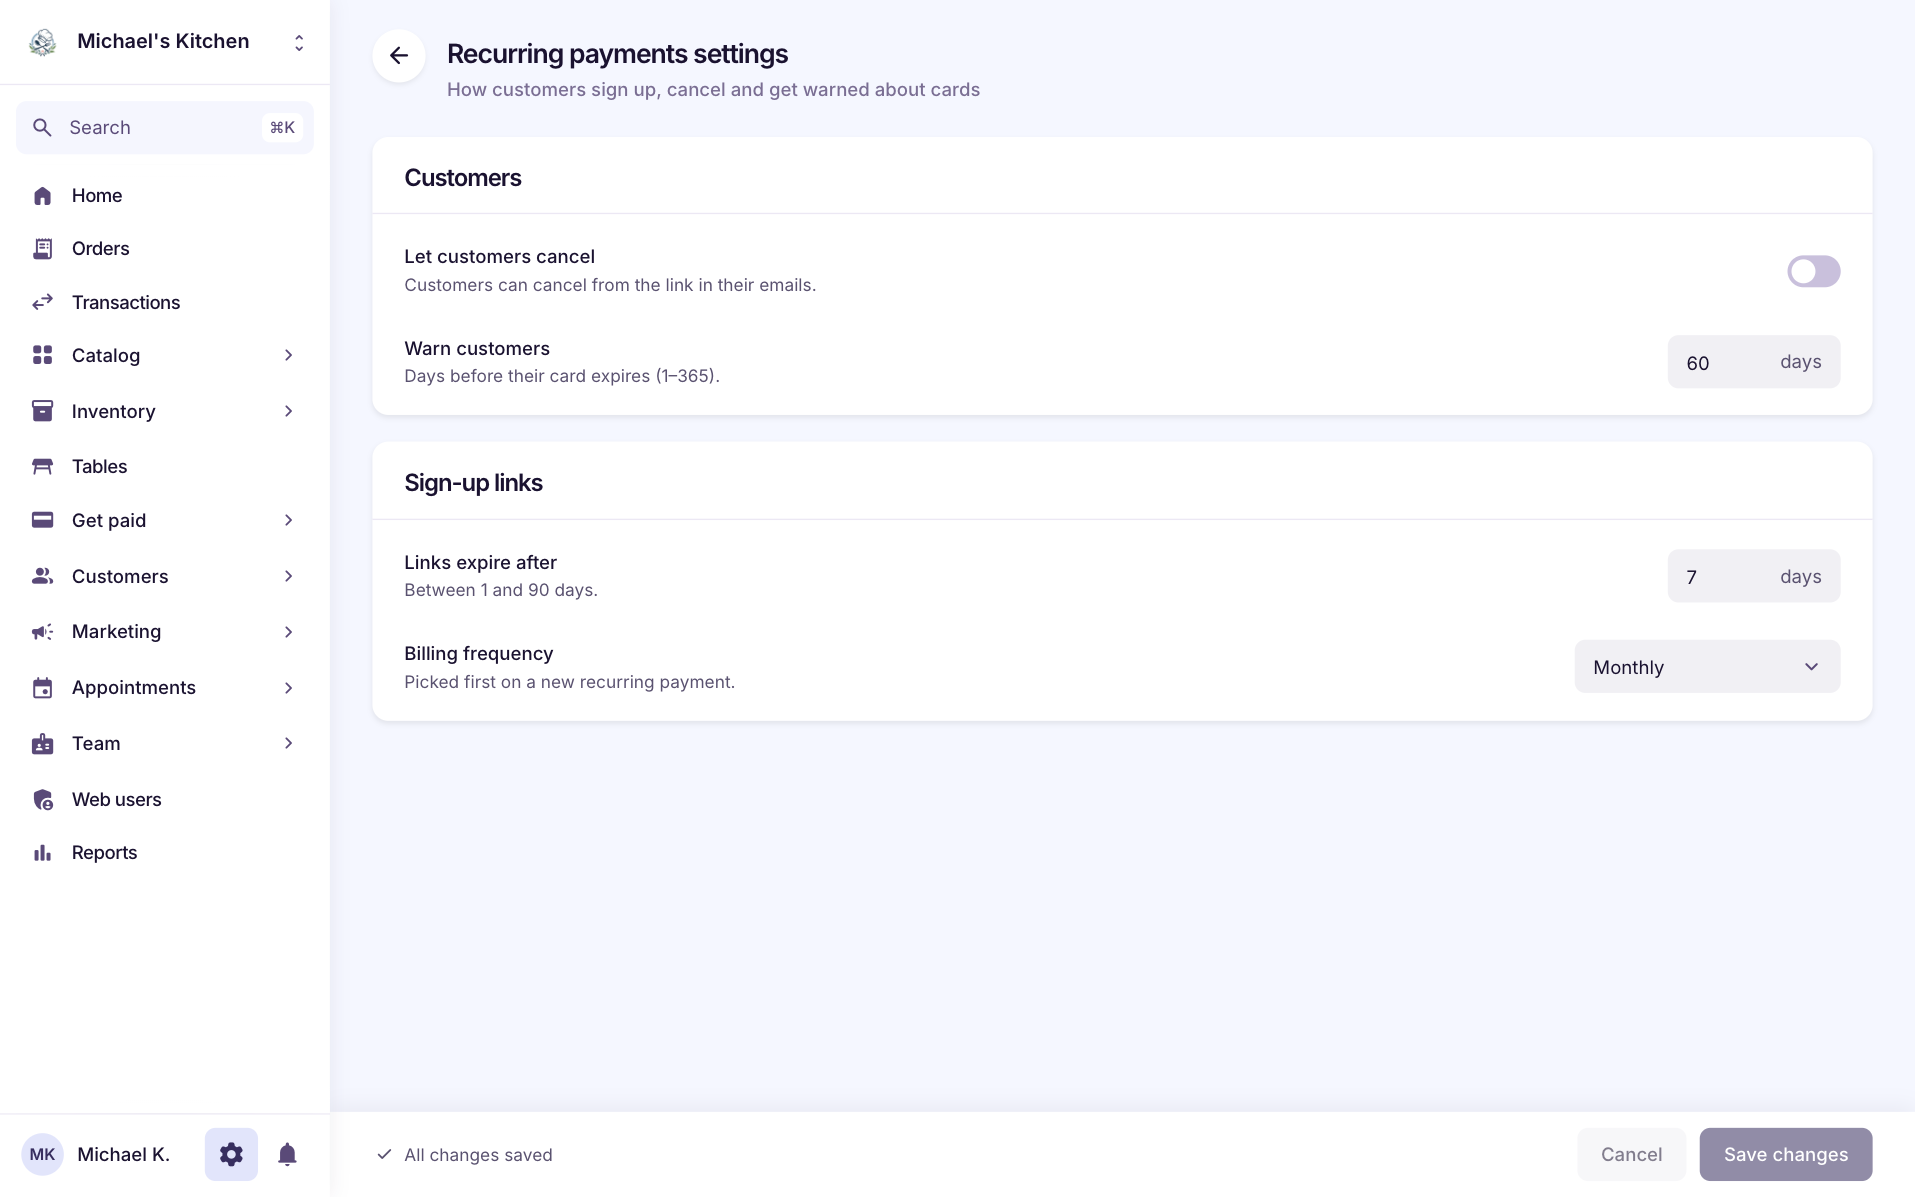 Michael's Kitchen
Search
⌘K
Home
Orders
Transactions
Catalog
Inventory
Tables
Get paid
Customers
Marketing
Appointments
Team
Web users
Reports
MK
Michael K.
Recurring payments settings
How customers sign up, cancel and get warned about cards
Customers
Let customers cancel
Customers can cancel from the link in their emails.
Warn customers
Days before their card expires (1–365).
60 days
Sign-up links
Links expire after
Between 1 and 90 days.
7 days
Billing frequency
Picked first on a new recurring payment.
Monthly
All changes saved
Cancel
Save changes